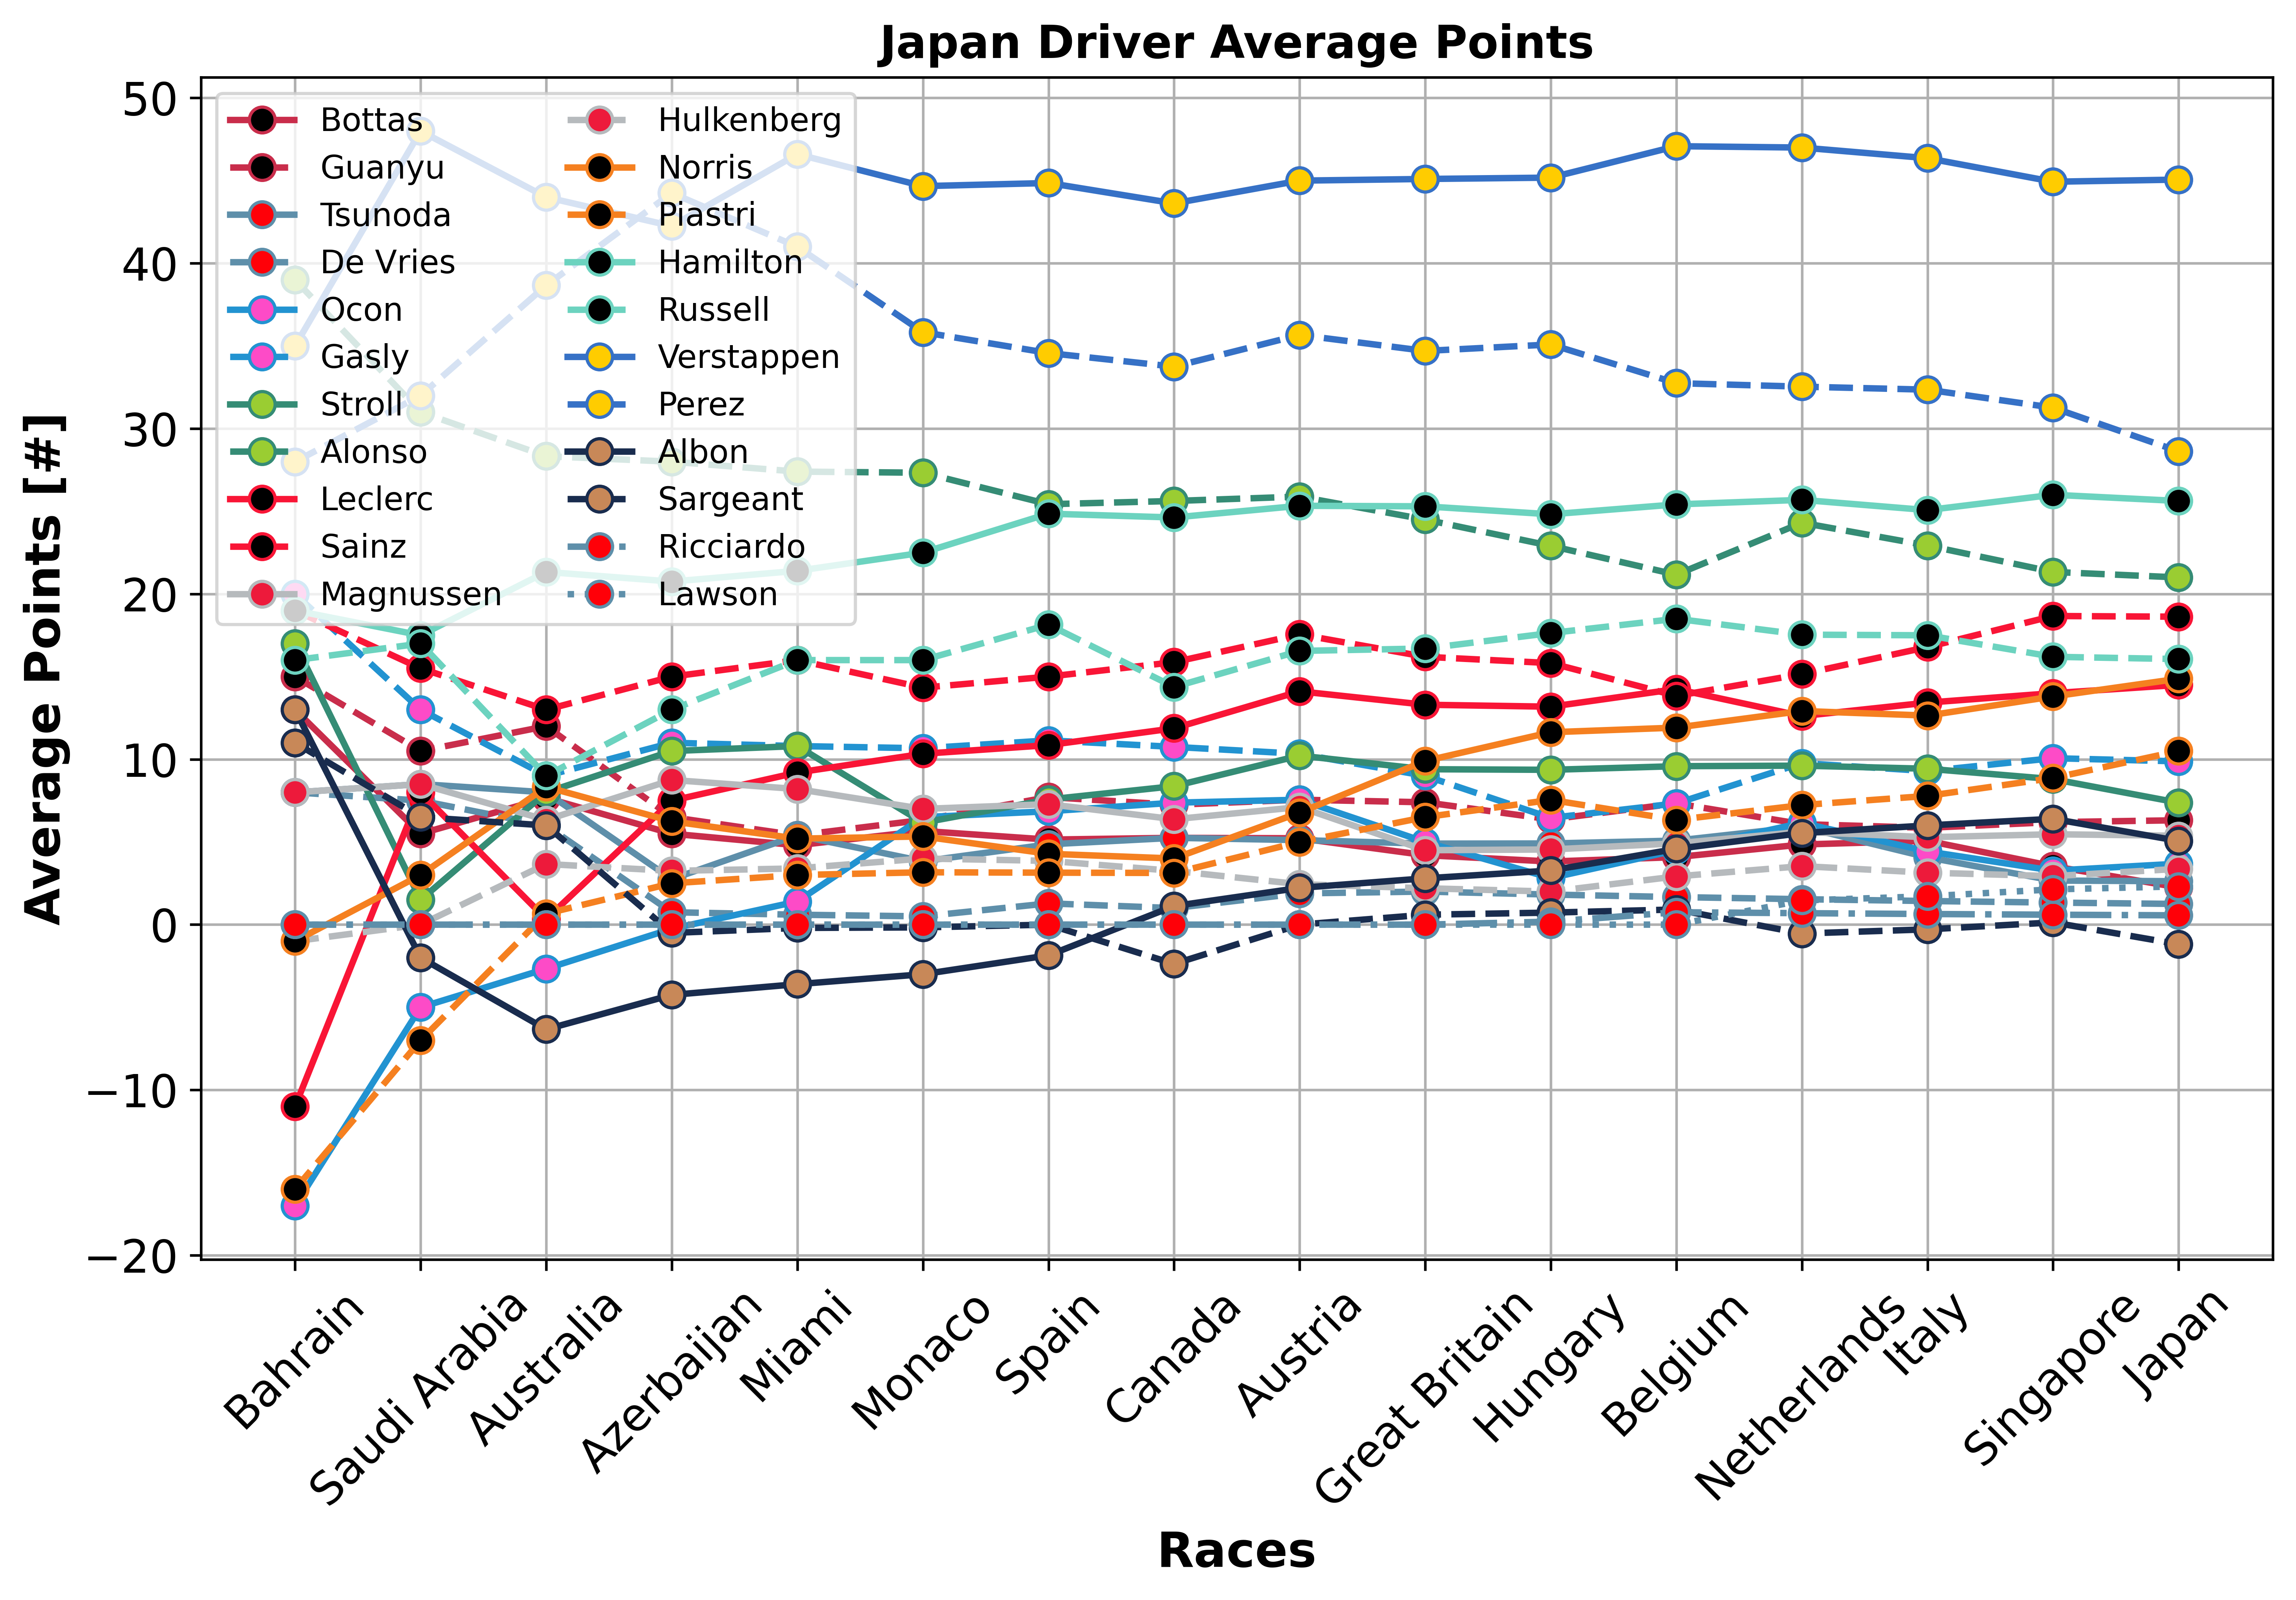 Japan Driver Average Points
Average Points [#]
50
40
30
20
10
0
−10
−20
Bottas
Guanyu
Tsunoda
De Vries
Ocon
Gasly
Stroll
Alonso
Leclerc
Sainz
Magnussen
Hulkenberg
Norris
Piastri
Hamilton
Russell
Verstappen
Perez
Albon
Sargeant
Ricciardo
Lawson
Bahrain
Saudi Arabia
Australia
Azerbaijan
Miami
Monaco
Spain
Canada
Austria
Great Britain
Hungary
Belgium
Netherlands
Italy
Singapore
Japan
Races